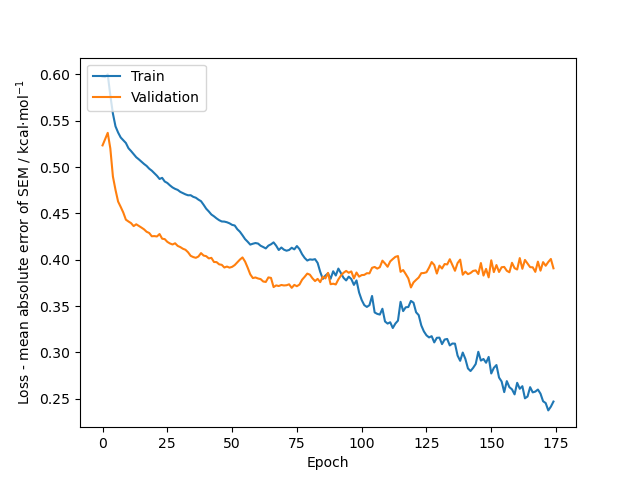 Train
Validation
Loss - mean absolute error of SEM / kcal·mol⁻¹
0.60
0.55
0.50
0.45
0.40
0.35
0.30
0.25
0 25 50 75 100 125 150 175
Epoch